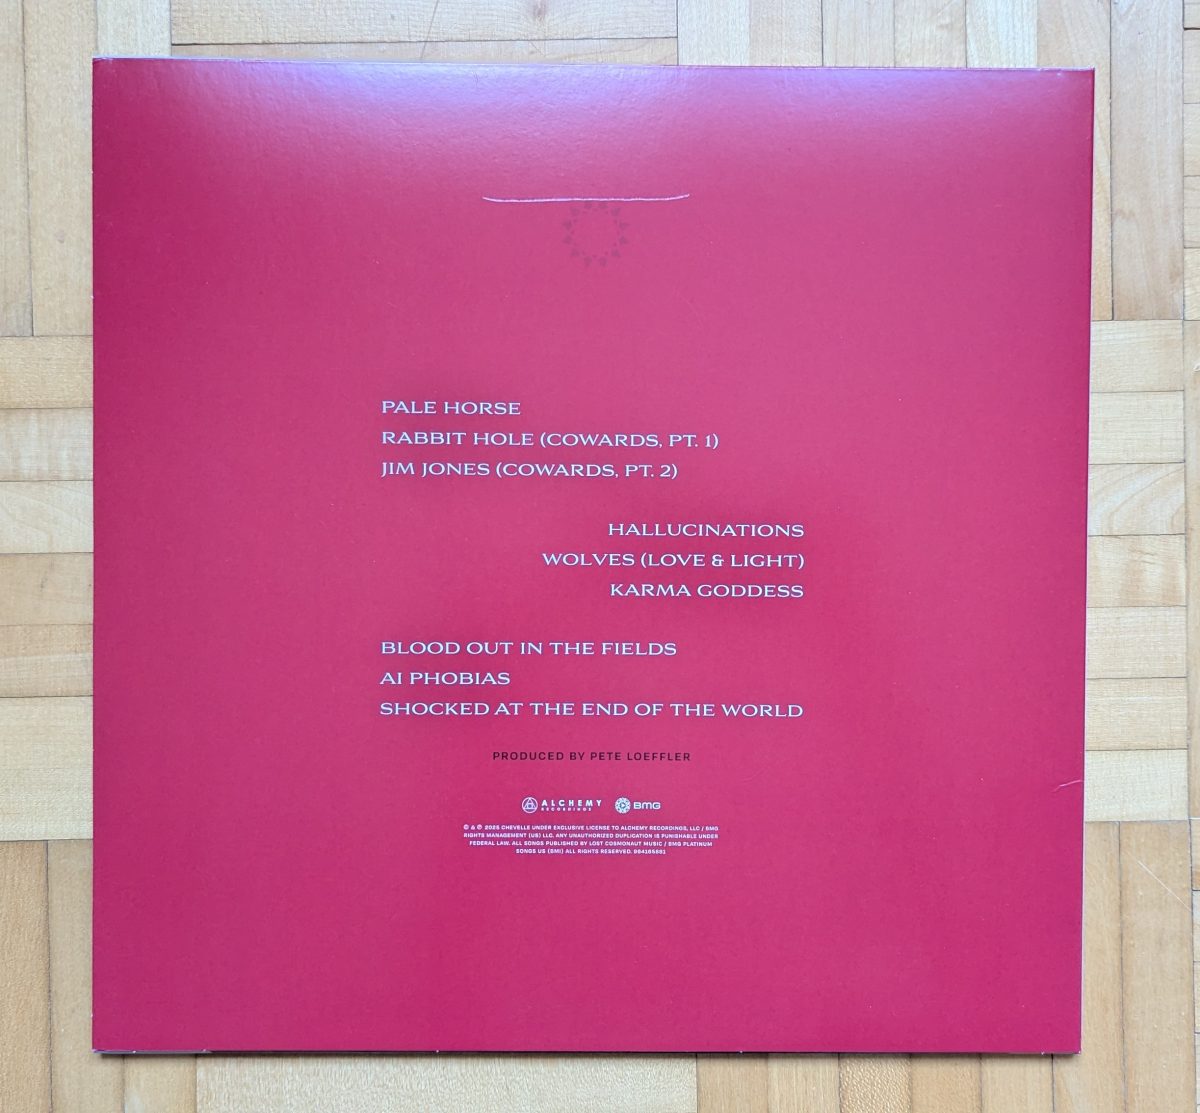 PALE HORSE
RABBIT HOLE (COWARDS, PT. 1)
JIM JONES (COWARDS, PT. 2)
HALLUCINATIONS
WOLVES (LOVE & LIGHT)
KARMA GODDESS
BLOOD OUT IN THE FIELDS
AI PHOBIAS
SHOCKED AT THE END OF THE WORLD
PRODUCED BY PETE LOEFFLER
ALCHEMY RECORDINGS BMG
© & ℗ 2025 CHEVELLE UNDER EXCLUSIVE LICENSE TO ALCHEMY RECORDINGS, LLC / BMG
RIGHTS MANAGEMENT (US) LLC. ANY UNAUTHORIZED DUPLICATION IS PUNISHABLE UNDER
FEDERAL LAW. ALL SONGS PUBLISHED BY LOST COSMONAUT MUSIC / BMG PLATINUM
SONGS US (BMI) ALL RIGHTS RESERVED. 964165891